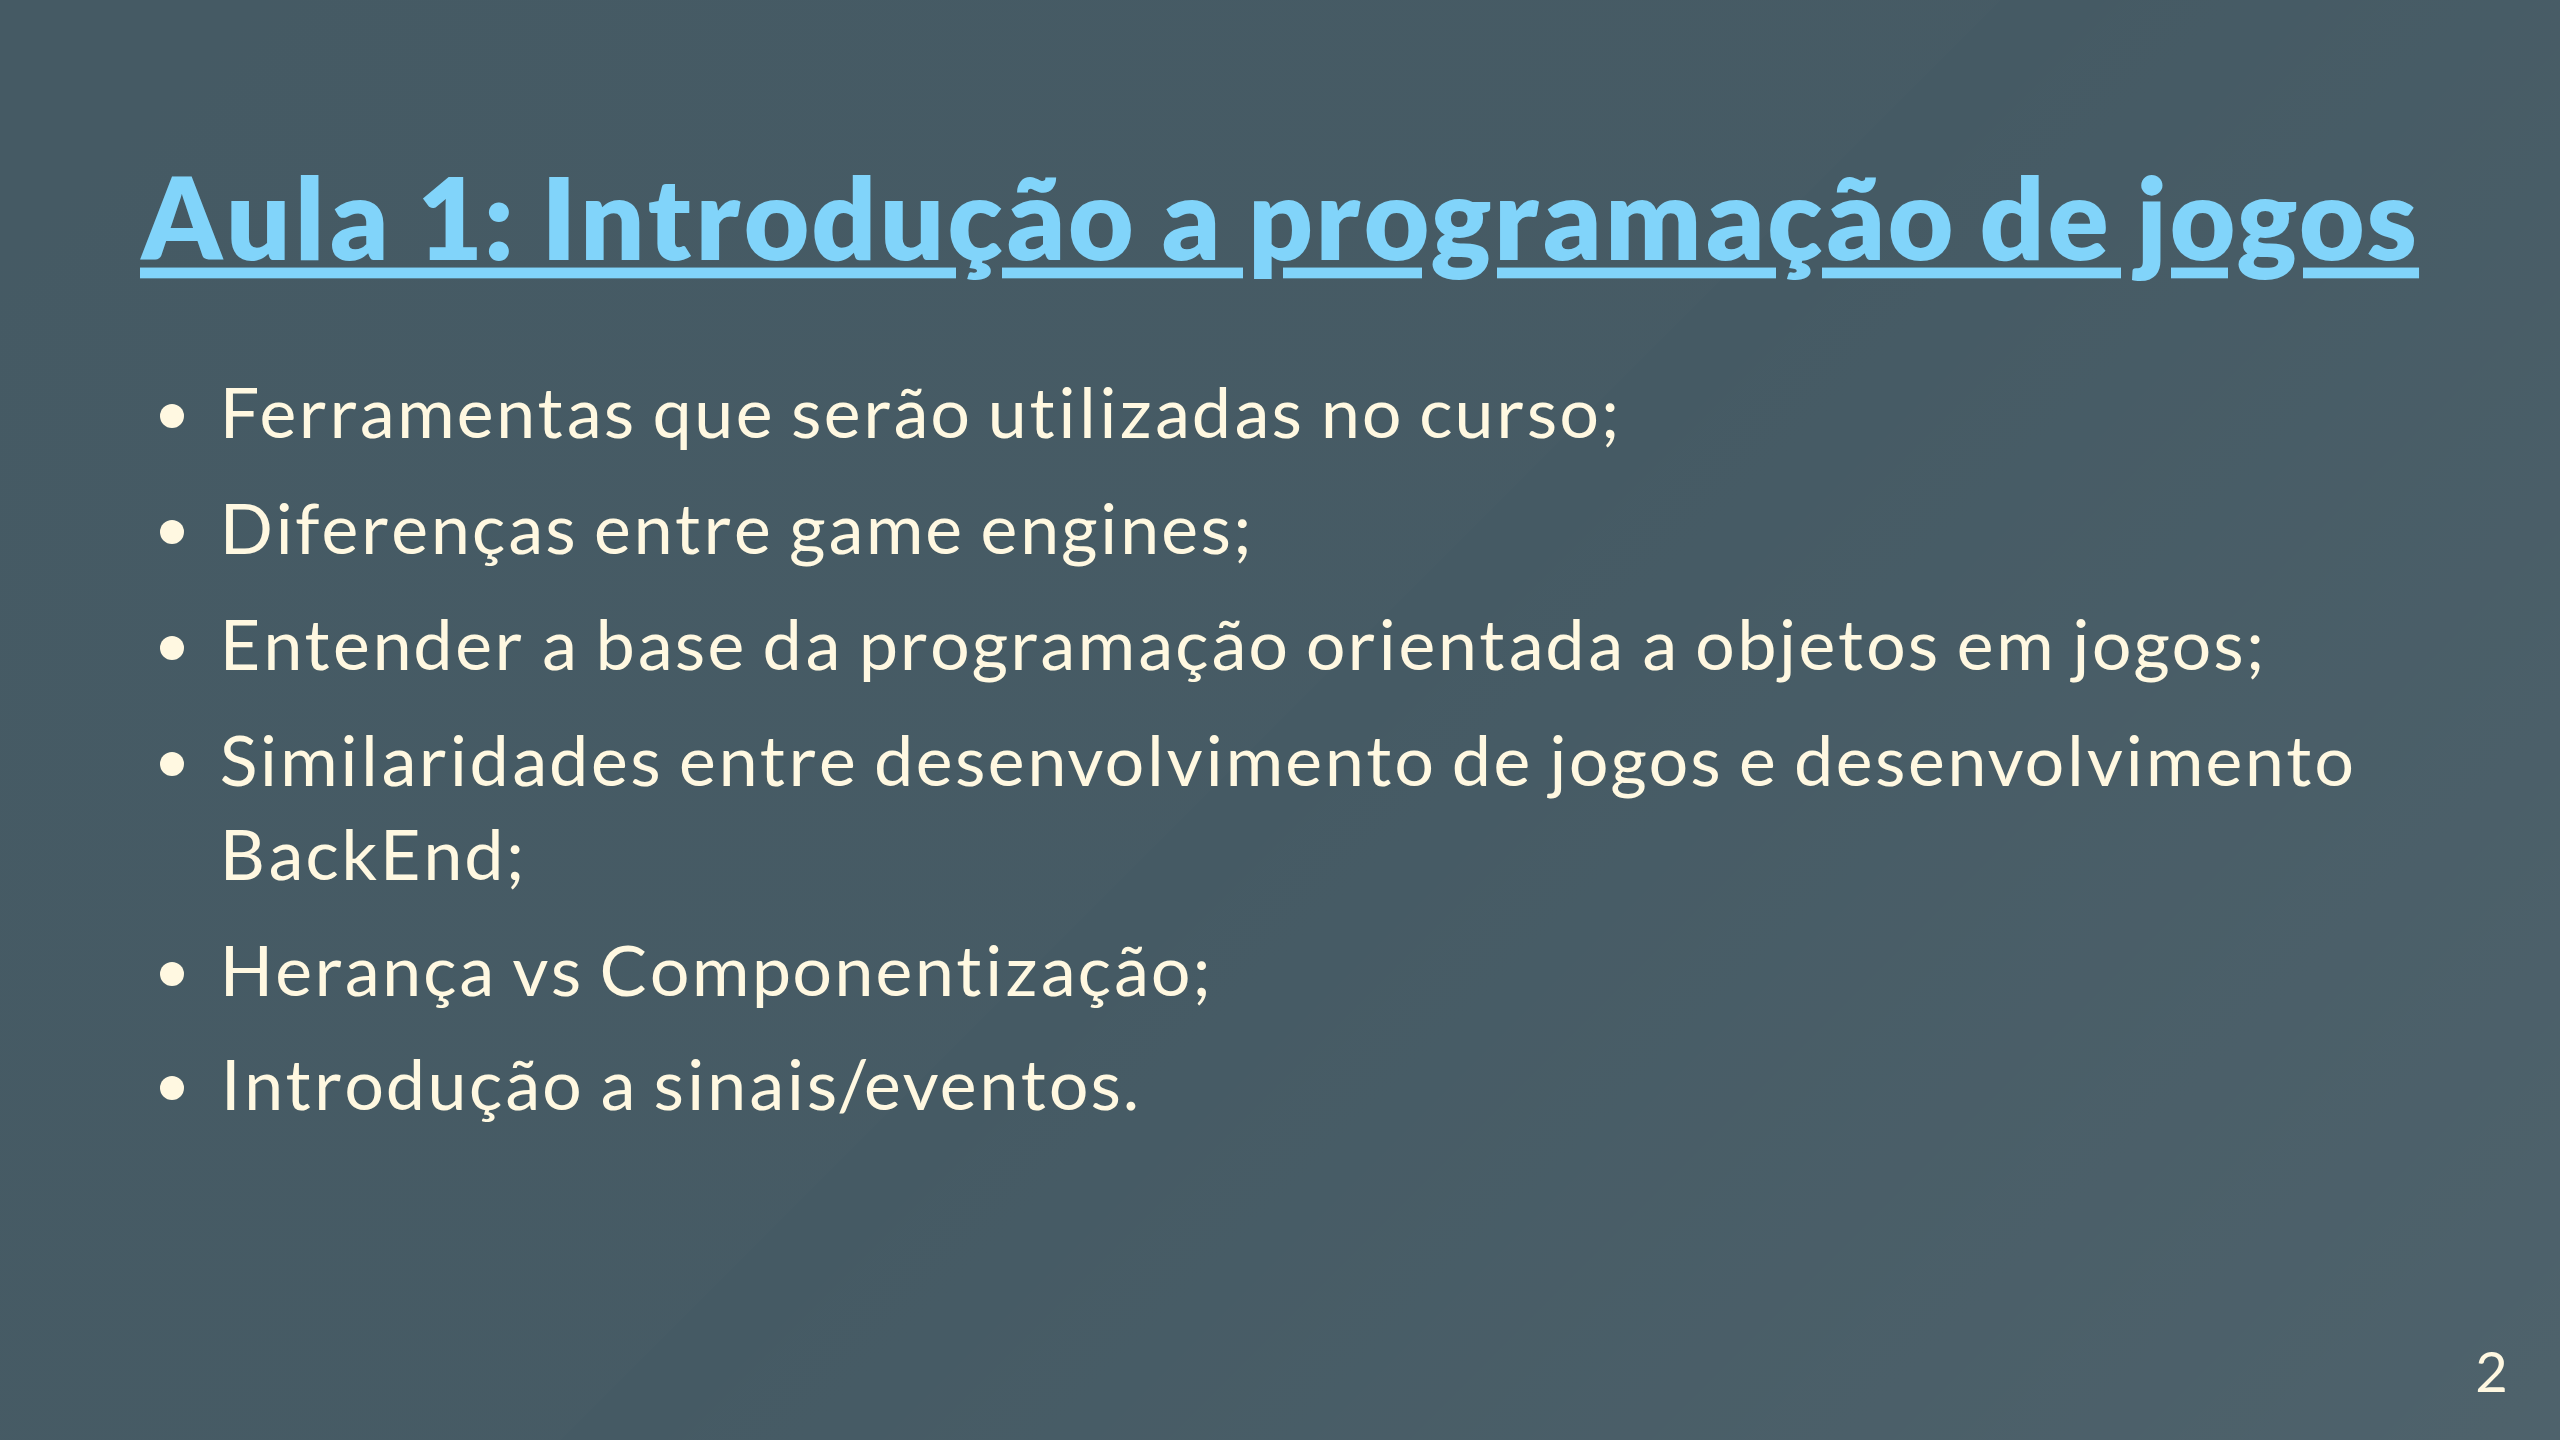 Aula 1: Introdução a programação de jogos
• Ferramentas que serão utilizadas no curso;
• Diferenças entre game engines;
• Entender a base da programação orientada a objetos em jogos;
• Similaridades entre desenvolvimento de jogos e desenvolvimento
BackEnd;
• Herança vs Componentização;
• Introdução a sinais/eventos.
2